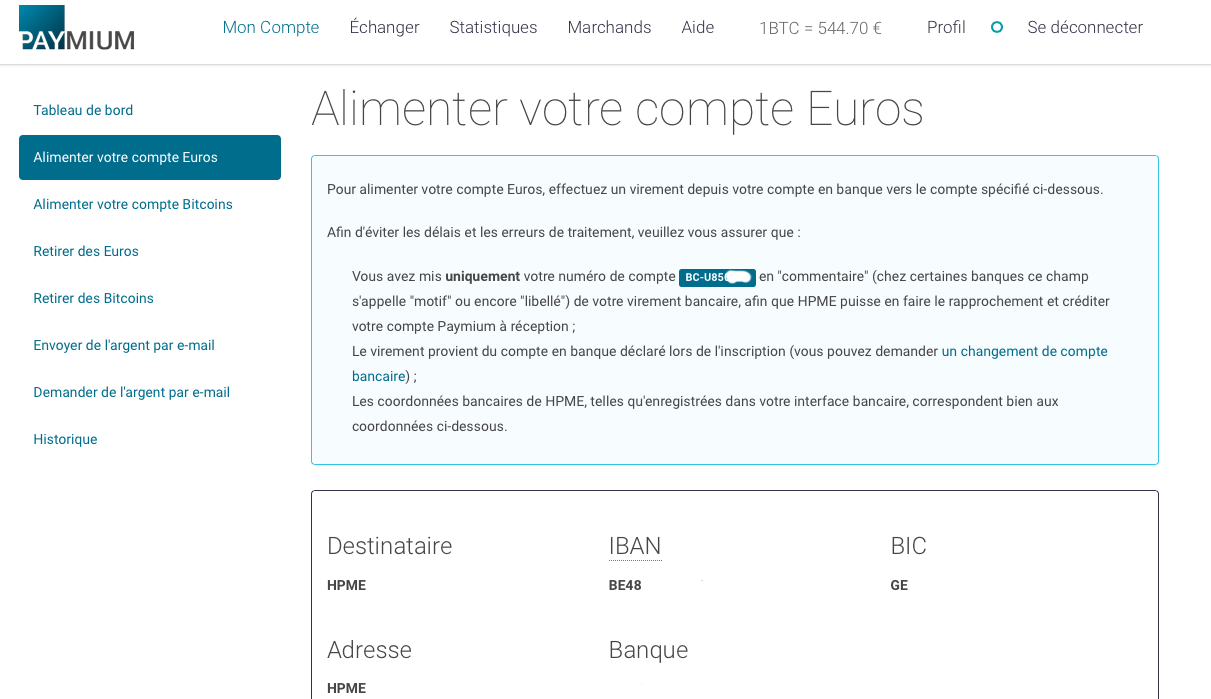 PAYMIUM
Mon Compte Échanger Statistiques Marchands Aide 1BTC = 544.70 € Profil Se déconnecter
Tableau de bord
Alimenter votre compte Euros
Alimenter votre compte Bitcoins
Retirer des Euros
Retirer des Bitcoins
Envoyer de l'argent par e-mail
Demander de l'argent par e-mail
Historique
Alimenter votre compte Euros
Pour alimenter votre compte Euros, effectuez un virement depuis votre compte en banque vers le compte spécifié ci-dessous.
Afin d'éviter les délais et les erreurs de traitement, veuillez vous assurer que :
Vous avez mis uniquement votre numéro de compte BC-U85 en "commentaire" (chez certaines banques ce champ
s'appelle "motif" ou encore "libellé") de votre virement bancaire, afin que HPME puisse en faire le rapprochement et créditer
votre compte Paymium à réception ;
Le virement provient du compte en banque déclaré lors de l'inscription (vous pouvez demander un changement de compte
bancaire) ;
Les coordonnées bancaires de HPME, telles qu'enregistrées dans votre interface bancaire, correspondent bien aux
coordonnées ci-dessous.
Destinataire IBAN BIC
HPME BE48 GE
Adresse Banque
HPME